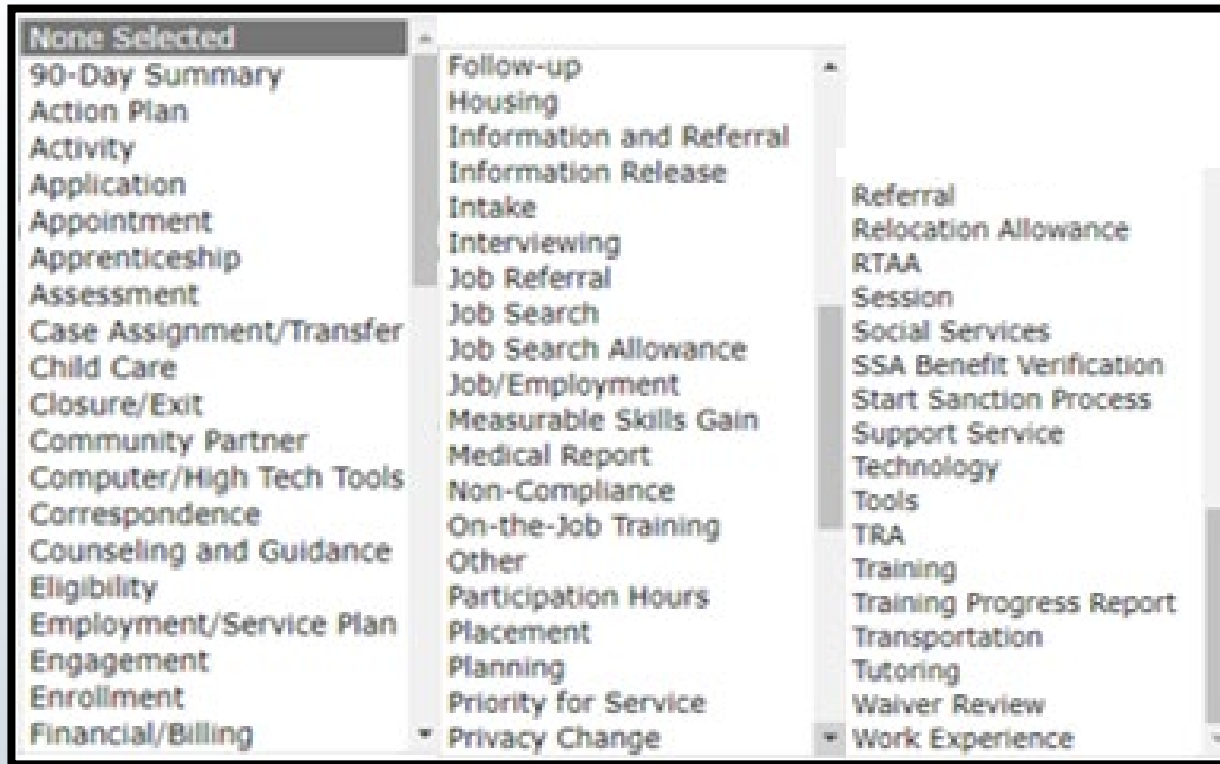 None Selected
90-Day Summary
Action Plan
Activity
Application
Appointment
Apprenticeship
Assessment
Case Assignment/Transfer
Child Care
Closure/Exit
Community Partner
Computer/High Tech Tools
Correspondence
Counseling and Guidance
Eligibility
Employment/Service Plan
Engagement
Enrollment
Financial/Billing
Follow-up
Housing
Information and Referral
Information Release
Intake
Interviewing
Job Referral
Job Search
Job Search Allowance
Job/Employment
Measurable Skills Gain
Medical Report
Non-Compliance
On-the-Job Training
Other
Participation Hours
Placement
Planning
Priority for Service
Privacy Change
Referral
Relocation Allowance
RTAA
Session
Social Services
SSA Benefit Verification
Start Sanction Process
Support Service
Technology
Tools
TRA
Training
Training Progress Report
Transportation
Tutoring
Waiver Review
Work Experience